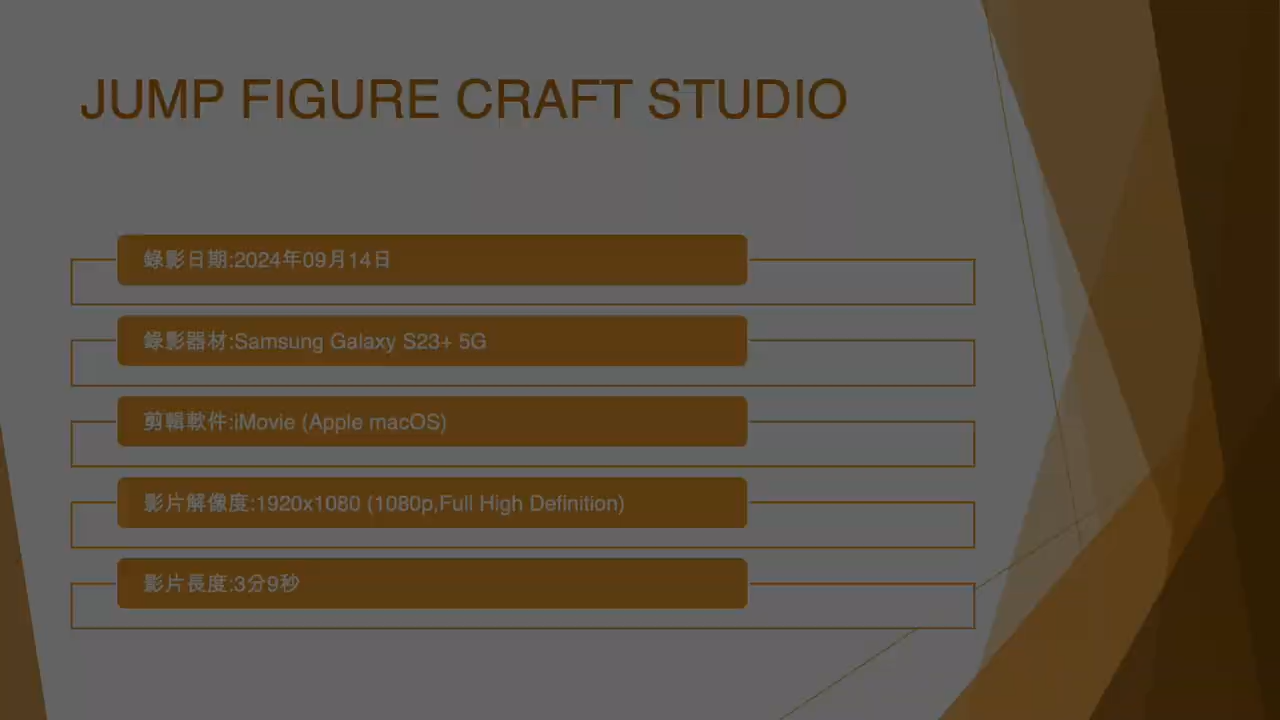 JUMP FIGURE CRAFT STUDIO
錄影日期:2024年09月14日
錄影器材:Samsung Galaxy S23+ 5G
剪輯軟件:iMovie (Apple macOS)
影片解像度:1920x1080 (1080p,Full High Definition)
影片長度:3分9秒